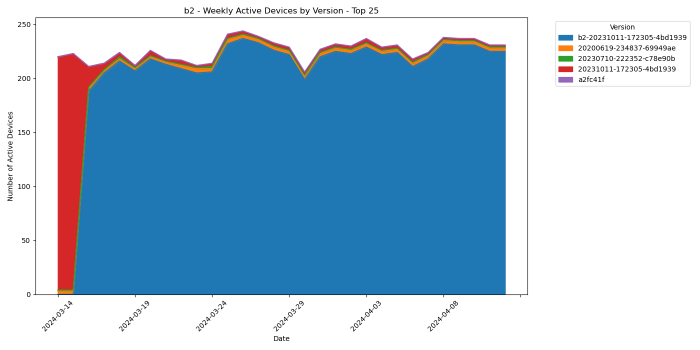 b2 - Weekly Active Devices by Version - Top 25
Version
b2-20231011-172305-4bd1939
20200619-234837-69949ae
20230710-222352-c78e90b
20231011-172305-4bd1939
a2fc41f
Number of Active Devices
250
200
150
100
50
0
2024-03-14
2024-03-19
2024-03-24
2024-03-29
2024-04-03
2024-04-08
Date